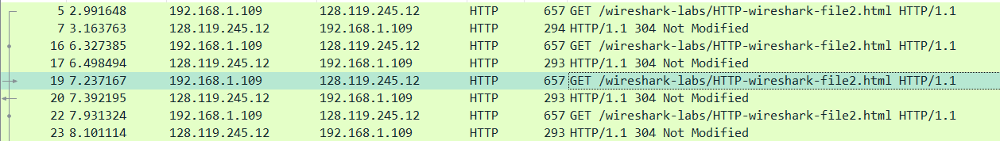 5 2.991648 192.168.1.109 128.119.245.12 HTTP 657 GET /wireshark-labs/HTTP-wireshark-file2.html HTTP/1.1
7 3.163763 128.119.245.12 192.168.1.109 HTTP 294 HTTP/1.1 304 Not Modified
16 6.327385 192.168.1.109 128.119.245.12 HTTP 657 GET /wireshark-labs/HTTP-wireshark-file2.html HTTP/1.1
17 6.498494 128.119.245.12 192.168.1.109 HTTP 293 HTTP/1.1 304 Not Modified
19 7.237167 192.168.1.109 128.119.245.12 HTTP 657 GET /wireshark-labs/HTTP-wireshark-file2.html HTTP/1.1
20 7.392195 128.119.245.12 192.168.1.109 HTTP 293 HTTP/1.1 304 Not Modified
22 7.931324 192.168.1.109 128.119.245.12 HTTP 657 GET /wireshark-labs/HTTP-wireshark-file2.html HTTP/1.1
23 8.101114 128.119.245.12 192.168.1.109 HTTP 293 HTTP/1.1 304 Not Modified